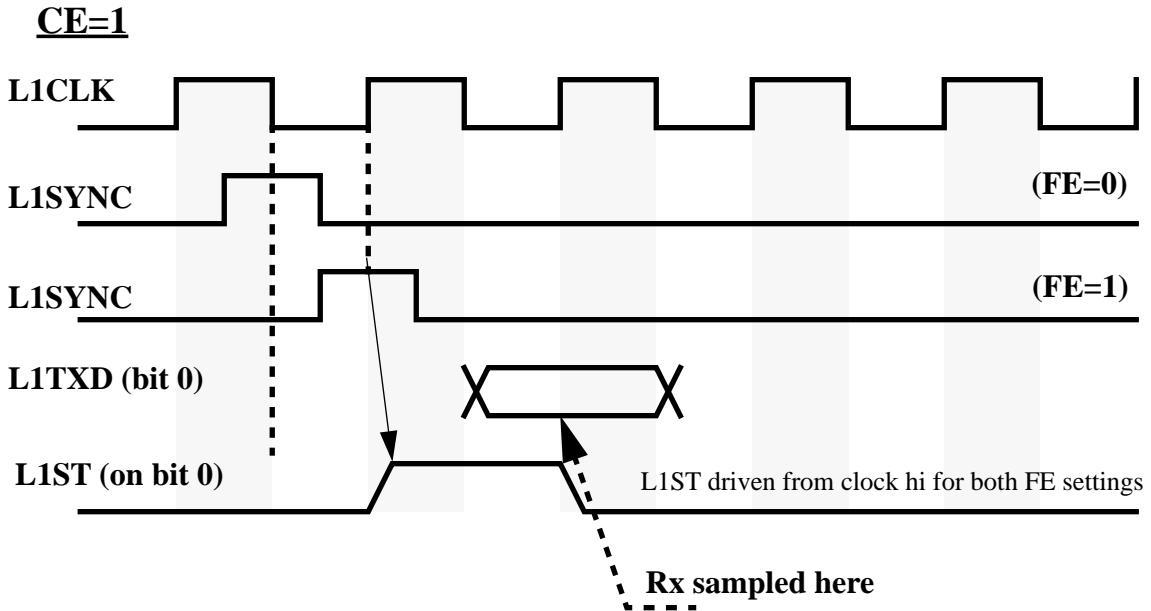 CE=1
L1CLK
L1SYNC
(FE=0)
L1SYNC
(FE=1)
L1TXD (bit 0)
L1ST (on bit 0)
L1ST driven from clock hi for both FE settings
Rx sampled here